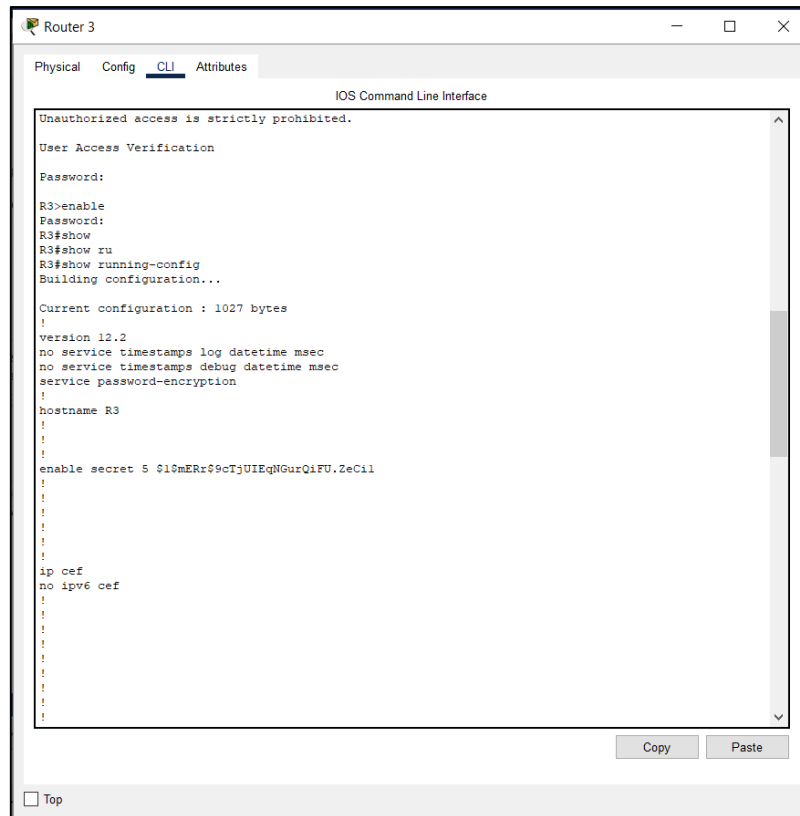 Router 3
Physical Config CLI Attributes
IOS Command Line Interface
Unauthorized access is strictly prohibited.
User Access Verification
Password:
R3>enable
Password:
R3#show
R3#show ru
R3#show running-config
Building configuration...
Current configuration : 1027 bytes
!
version 12.2
no service timestamps log datetime msec
no service timestamps debug datetime msec
service password-encryption
!
hostname R3
!
!
!
enable secret 5 $1$mERr$9cTjUIEqNGurQiFU.ZeCi1
!
!
!
!
!
!
ip cef
no ipv6 cef
!
!
!
!
!
!
!
!
!
Copy Paste
Top